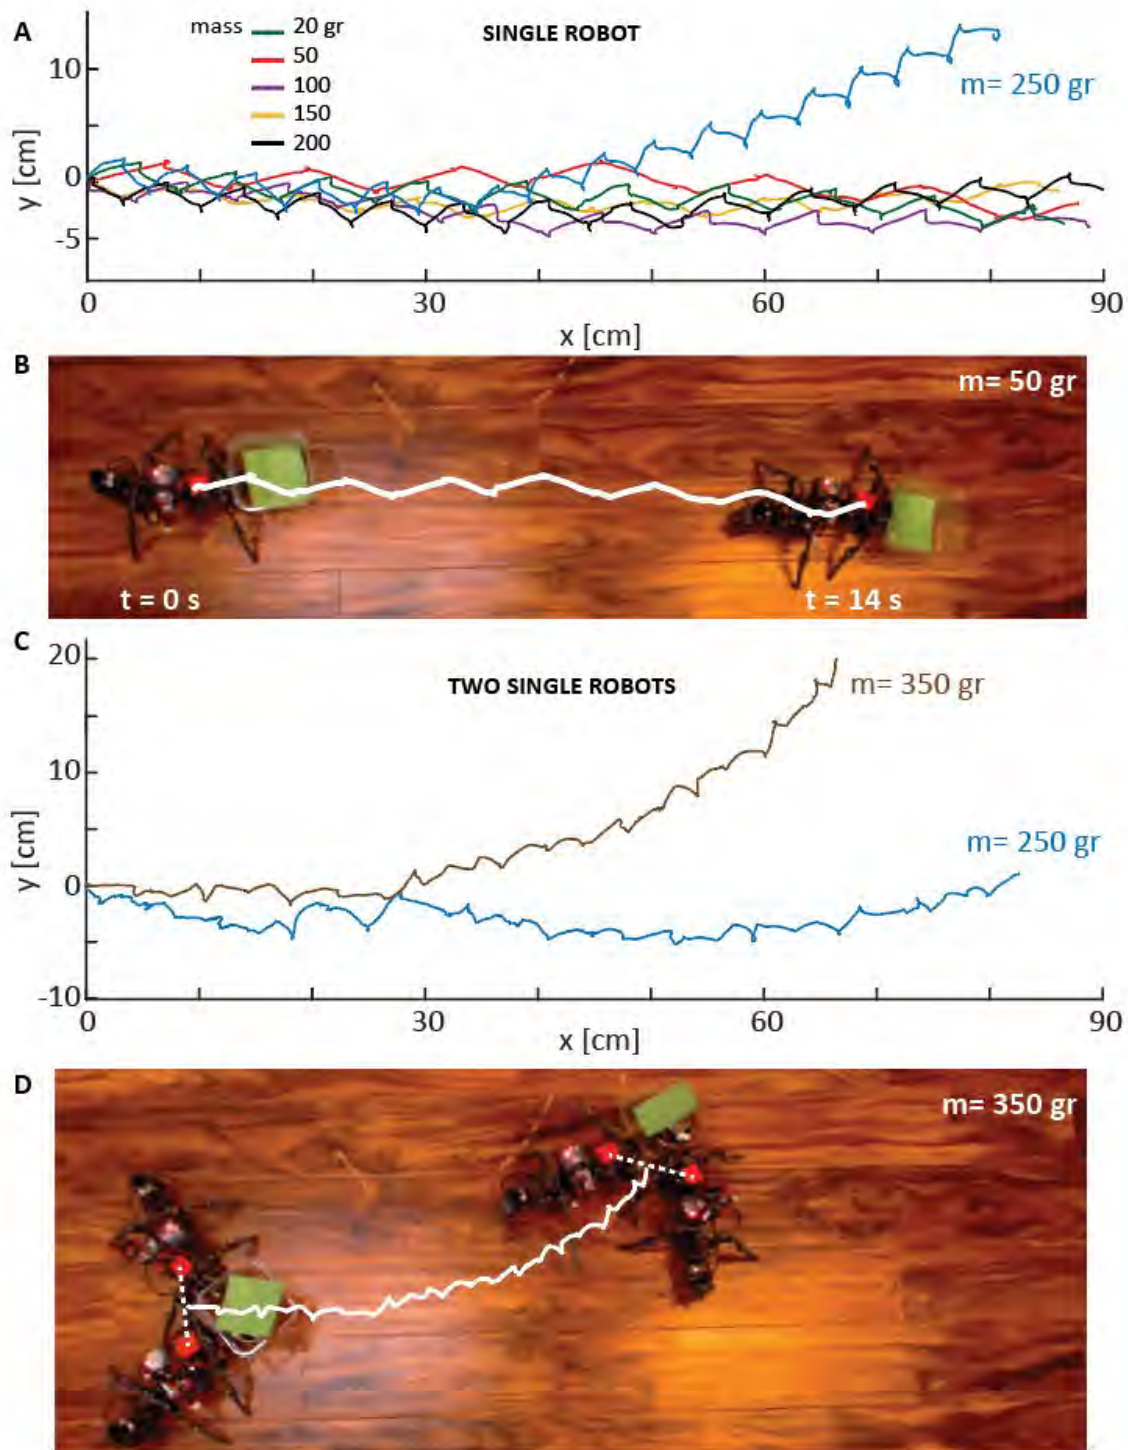 A
mass
20 gr
SINGLE ROBOT
50
100
150
200
m= 250 gr
10
0
-5
y [cm]
0
30
60
90
x [cm]
B
m= 50 gr
t = 0 s
t = 14 s
C
20
TWO SINGLE ROBOTS
m= 350 gr
10
m= 250 gr
y [cm]
0
-10
0
30
60
90
x [cm]
D
m= 350 gr